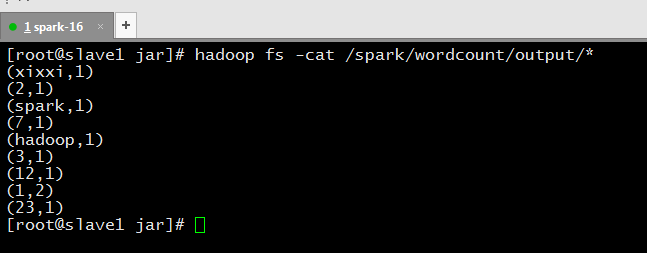 1 spark-16 × +
[root@slave1 jar]# hadoop fs -cat /spark/wordcount/output/*
(xixxi,1)
(2,1)
(spark,1)
(7,1)
(hadoop,1)
(3,1)
(12,1)
(1,2)
(23,1)
[root@slave1 jar]#